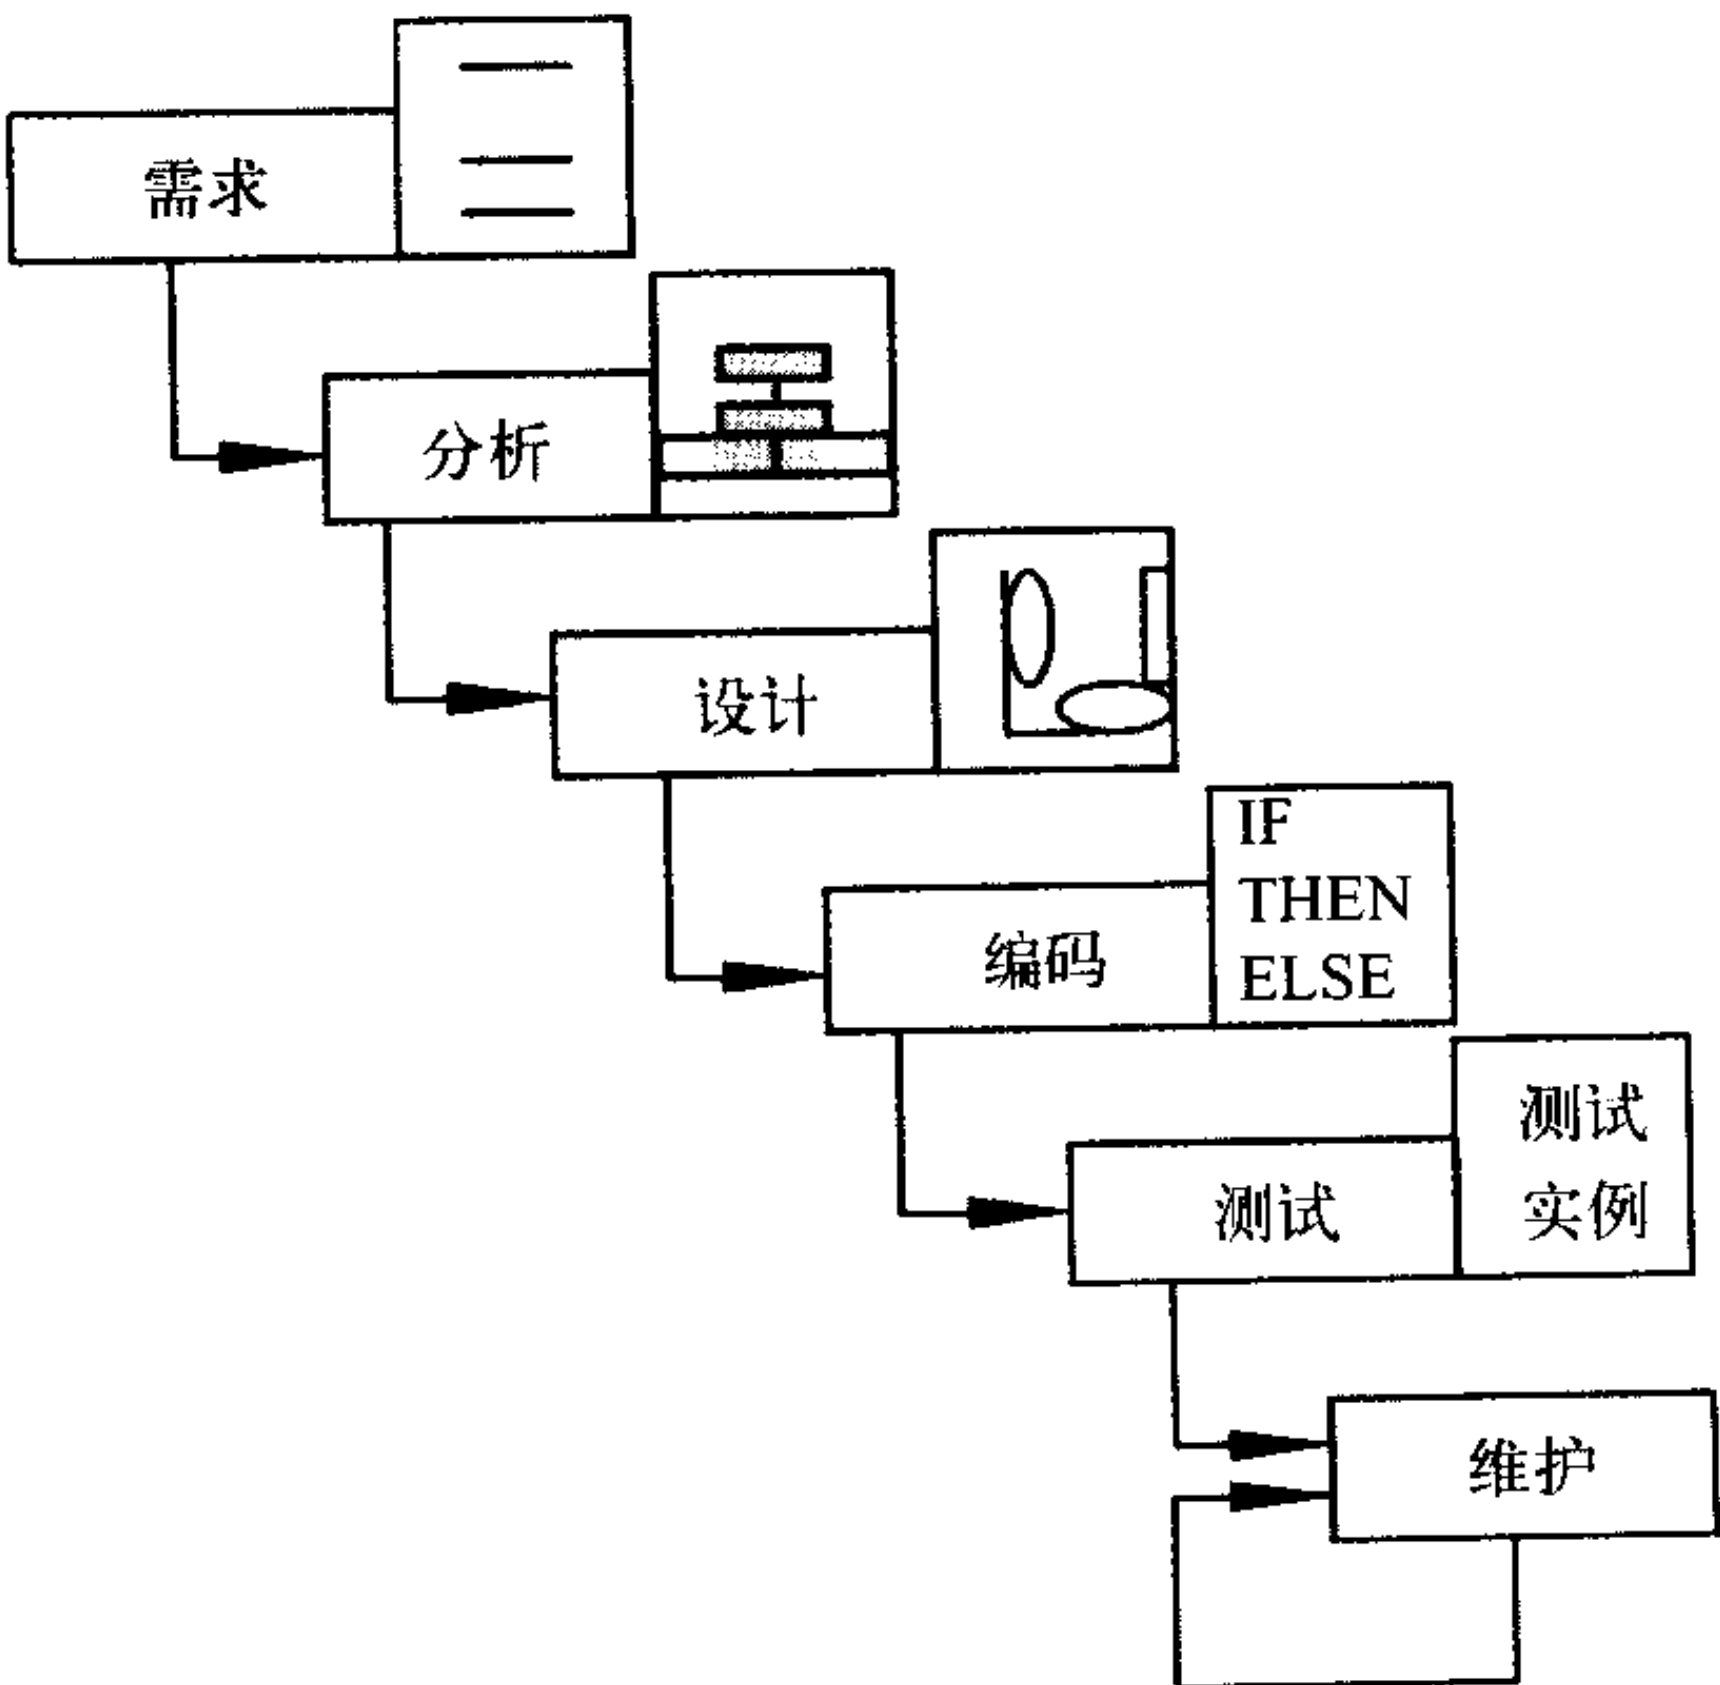 需求
分析
设计
IF
THEN
ELSE
编码
测试
实例
测试
维护